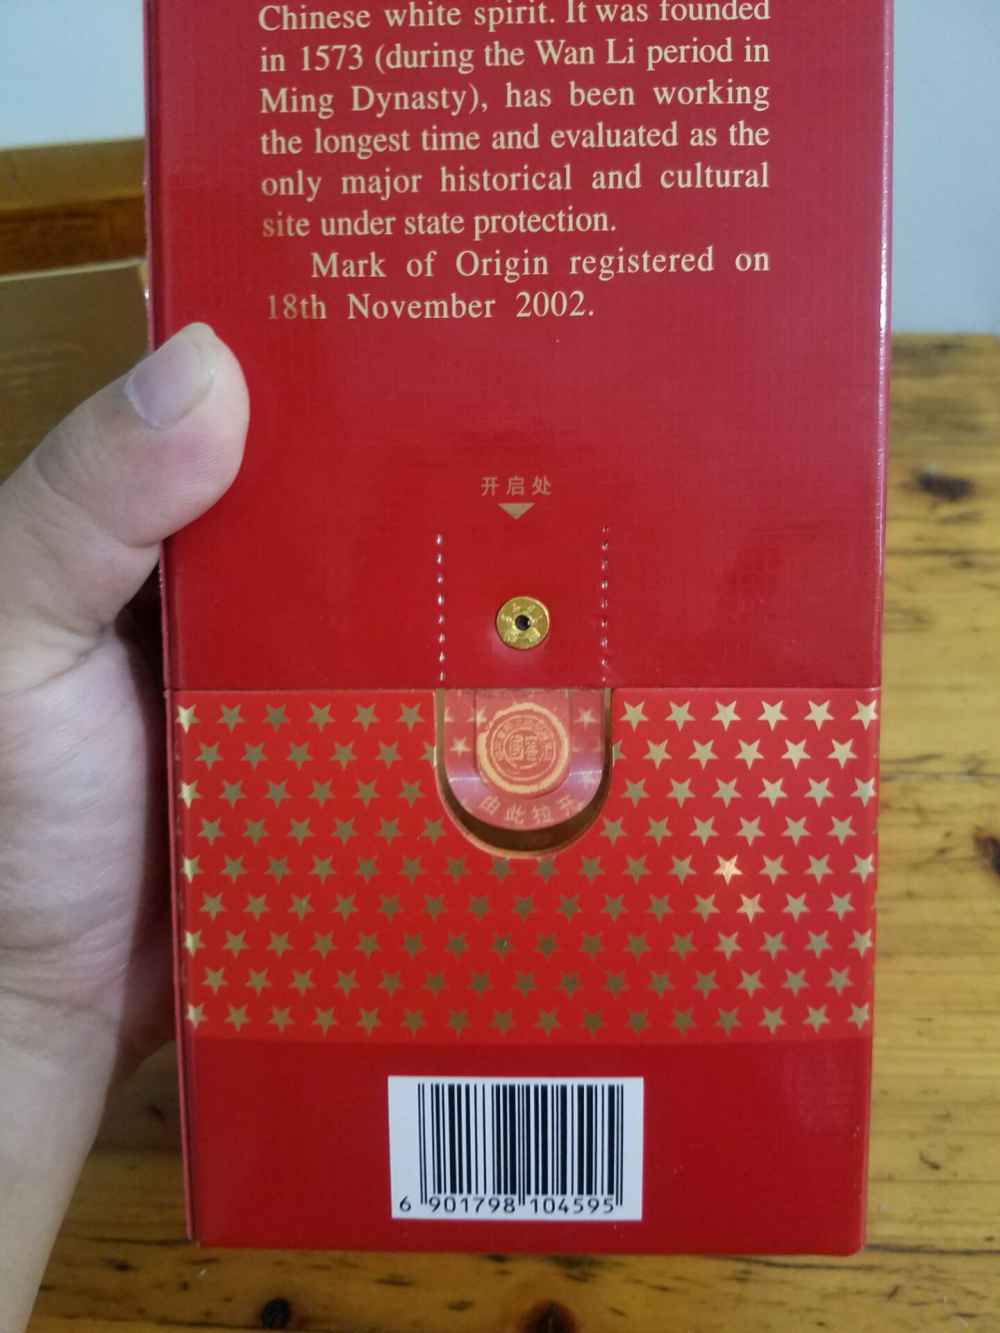 Chinese white spirit. It was founded
in 1573 (during the Wan Li period in
Ming Dynasty), has been working
the longest time and evaluated as the
only major historical and cultural
site under state protection.
Mark of Origin registered on
18th November 2002.
开启处
由此拉开
6 901798 104595